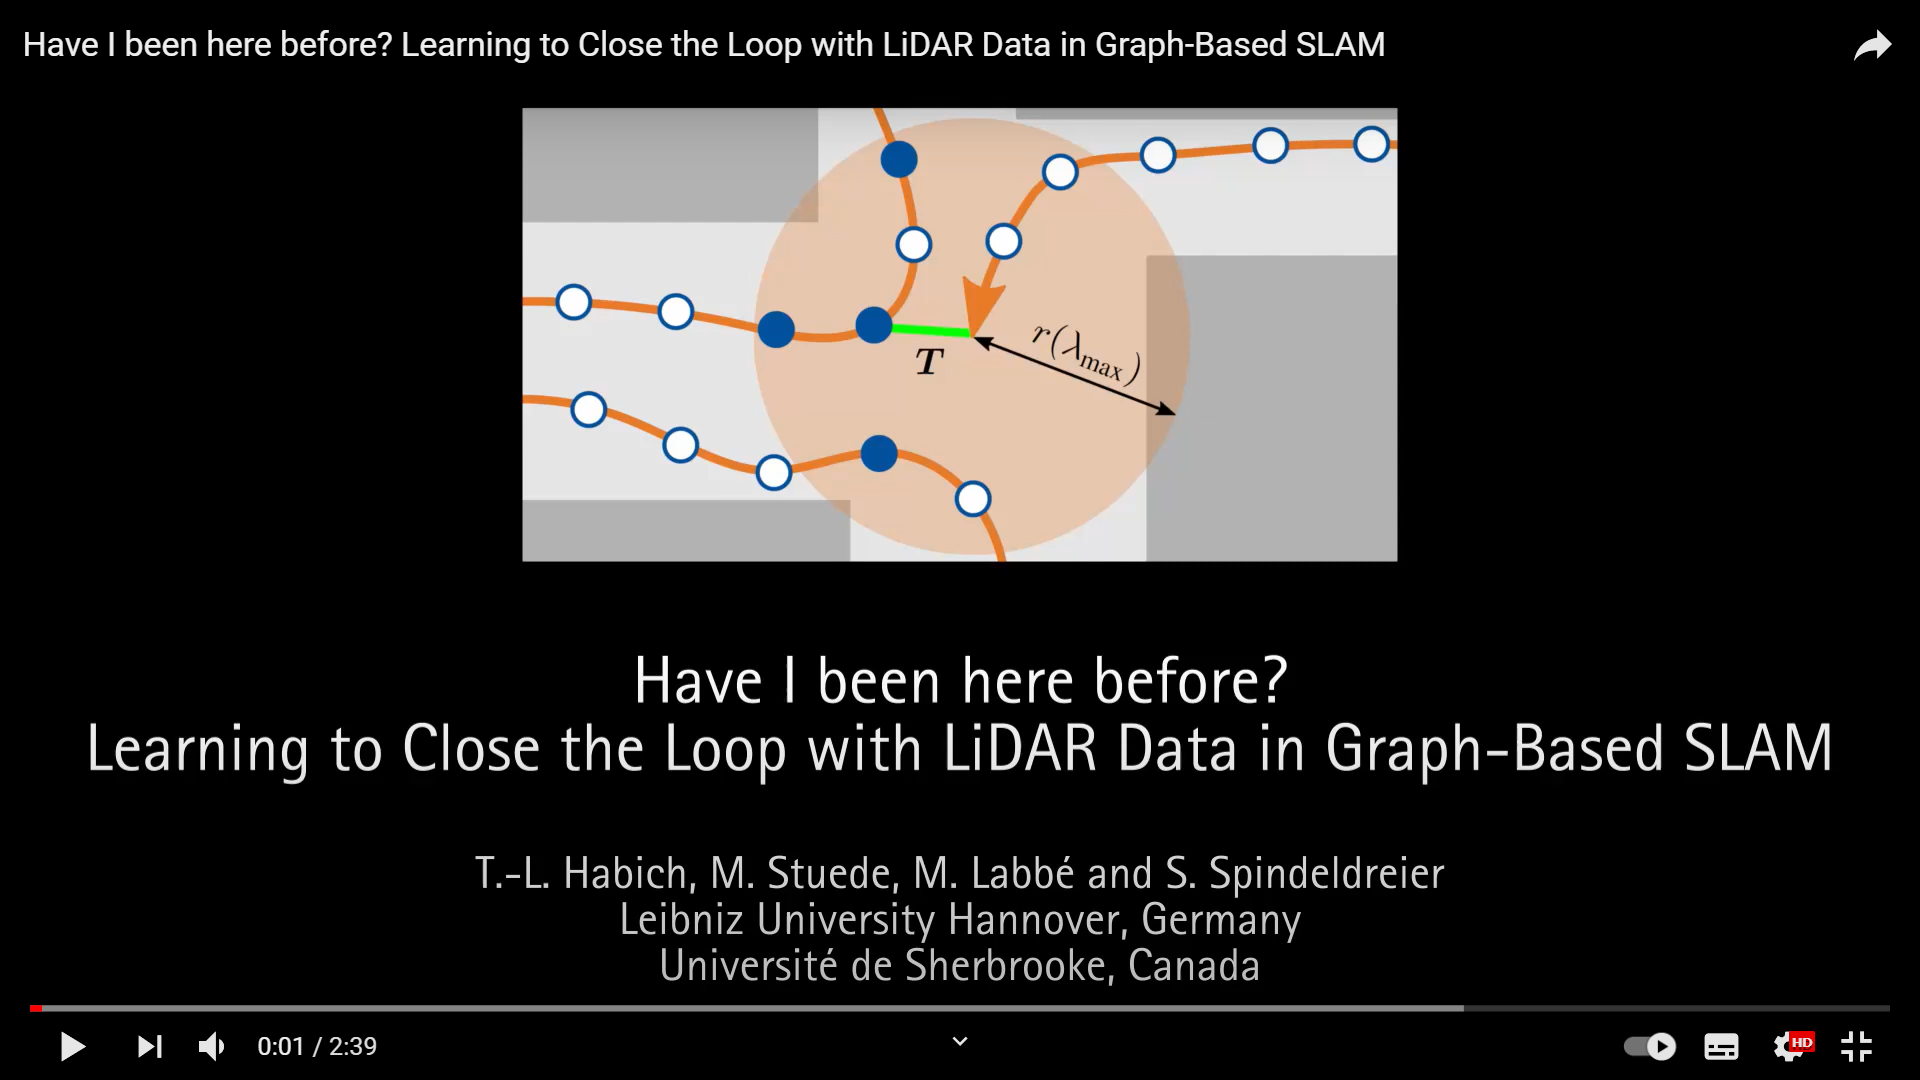 Have I been here before? Learning to Close the Loop with LiDAR Data in Graph-Based SLAM
r(λmax)
T
Have I been here before?
Learning to Close the Loop with LiDAR Data in Graph-Based SLAM
T.-L. Habich, M. Stuede, M. Labbé and S. Spindeldreier
Leibniz University Hannover, Germany
Université de Sherbrooke, Canada
0:01 / 2:39
HD